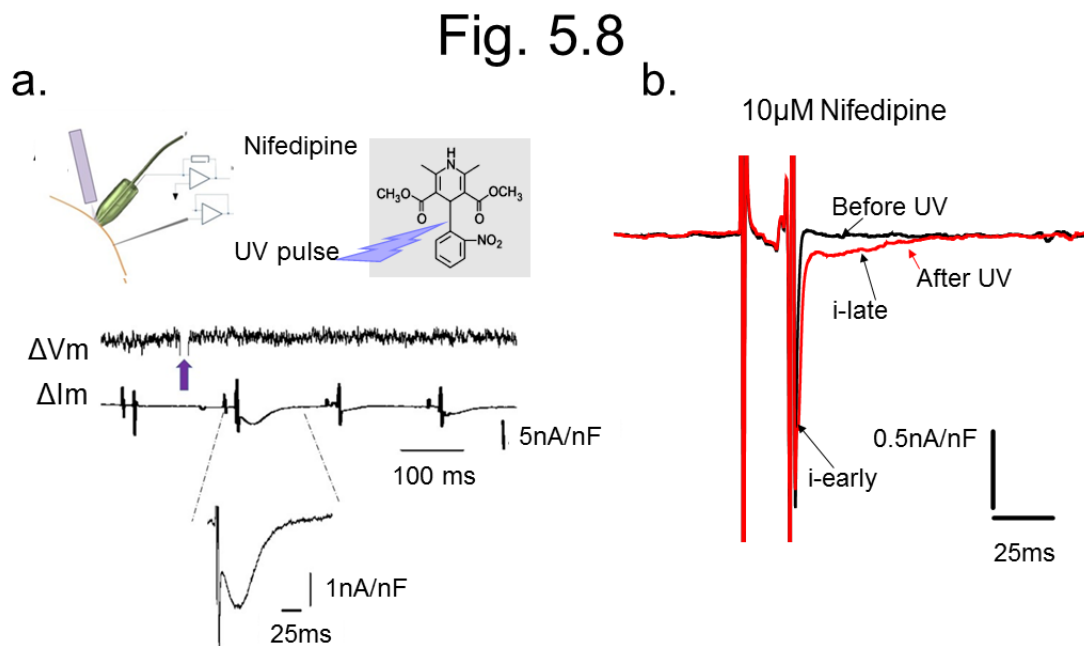 Fig. 5.8
a.
Nifedipine
UV pulse
H
N
CH₃O
OCH₃
O
O
NO₂
ΔVm
ΔIm
5nA/nF
100 ms
1nA/nF
25ms
b.
10µM Nifedipine
Before UV
After UV
i-late
i-early
0.5nA/nF
25ms